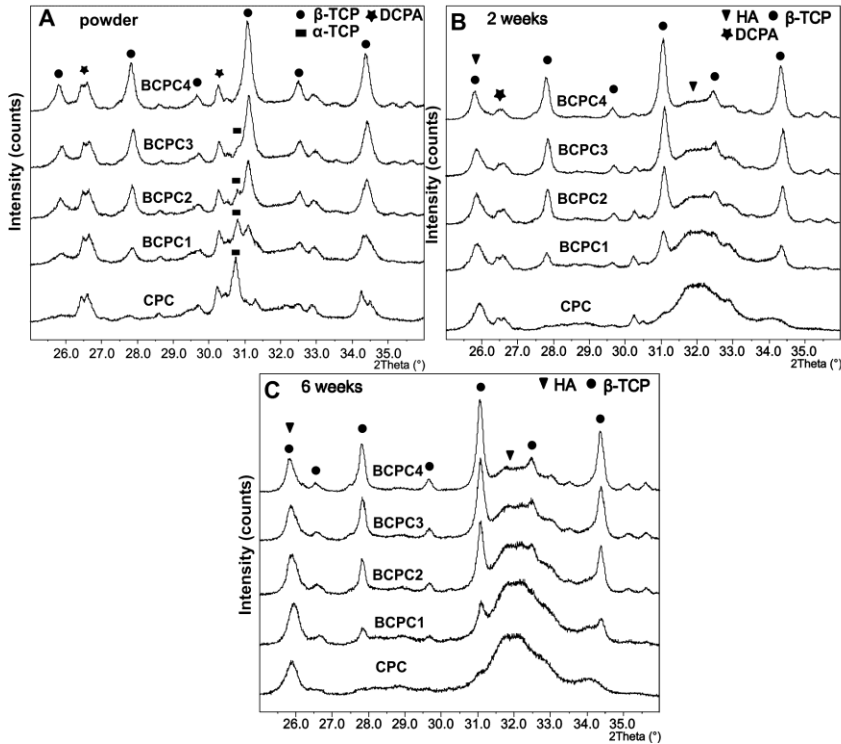 A powder
● β-TCP ★DCPA
■ α-TCP
Intensity (counts)
BCPC4
BCPC3
BCPC2
BCPC1
CPC
26.0 27.0 28.0 29.0 30.0 31.0 32.0 33.0 34.0 35.0
2Theta (°)
B 2 weeks
▼ HA ● β-TCP
★ DCPA
Intensity (counts)
BCPC4
BCPC3
BCPC2
BCPC1
CPC
26.0 27.0 28.0 29.0 30.0 31.0 32.0 33.0 34.0 35.0
2Theta (°)
C 6 weeks
▼ HA ● β-TCP
Intensity (counts)
BCPC4
BCPC3
BCPC2
BCPC1
CPC
26.0 27.0 28.0 29.0 30.0 31.0 32.0 33.0 34.0 35.0
2Theta (°)